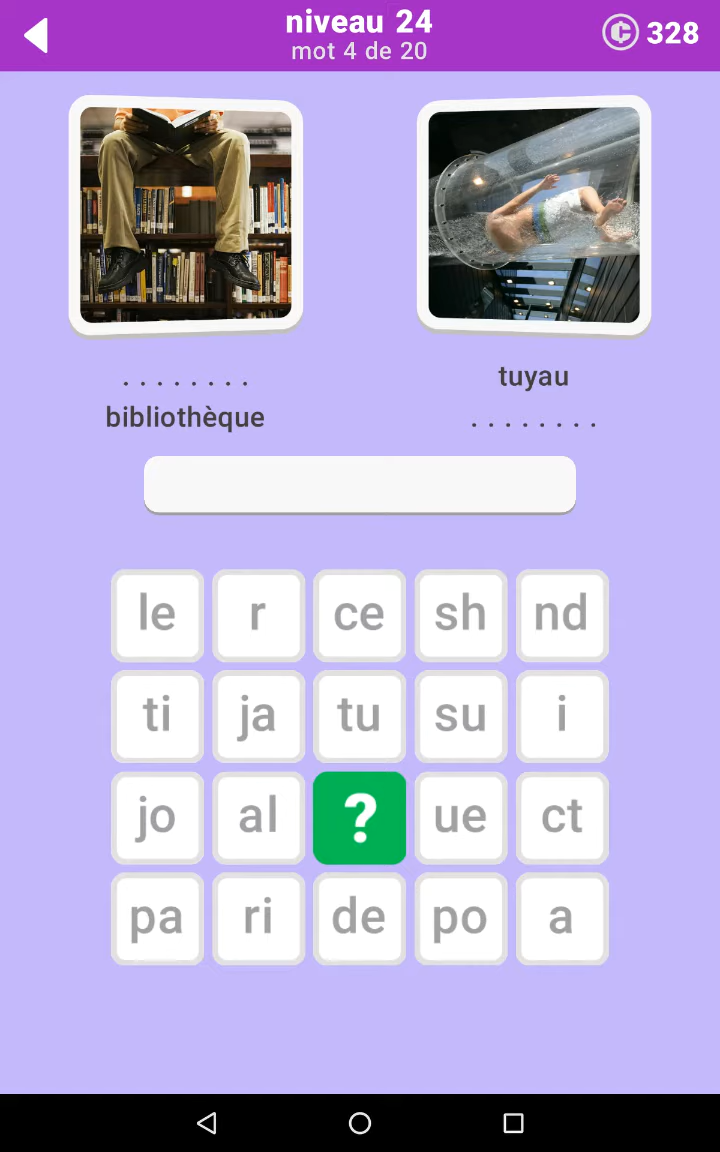 niveau 24
mot 4 de 20
328
. . . . . . . .
bibliothèque
tuyau
. . . . . . . .
le r ce sh nd
ti ja tu su i
jo al ? ue ct
pa ri de po a